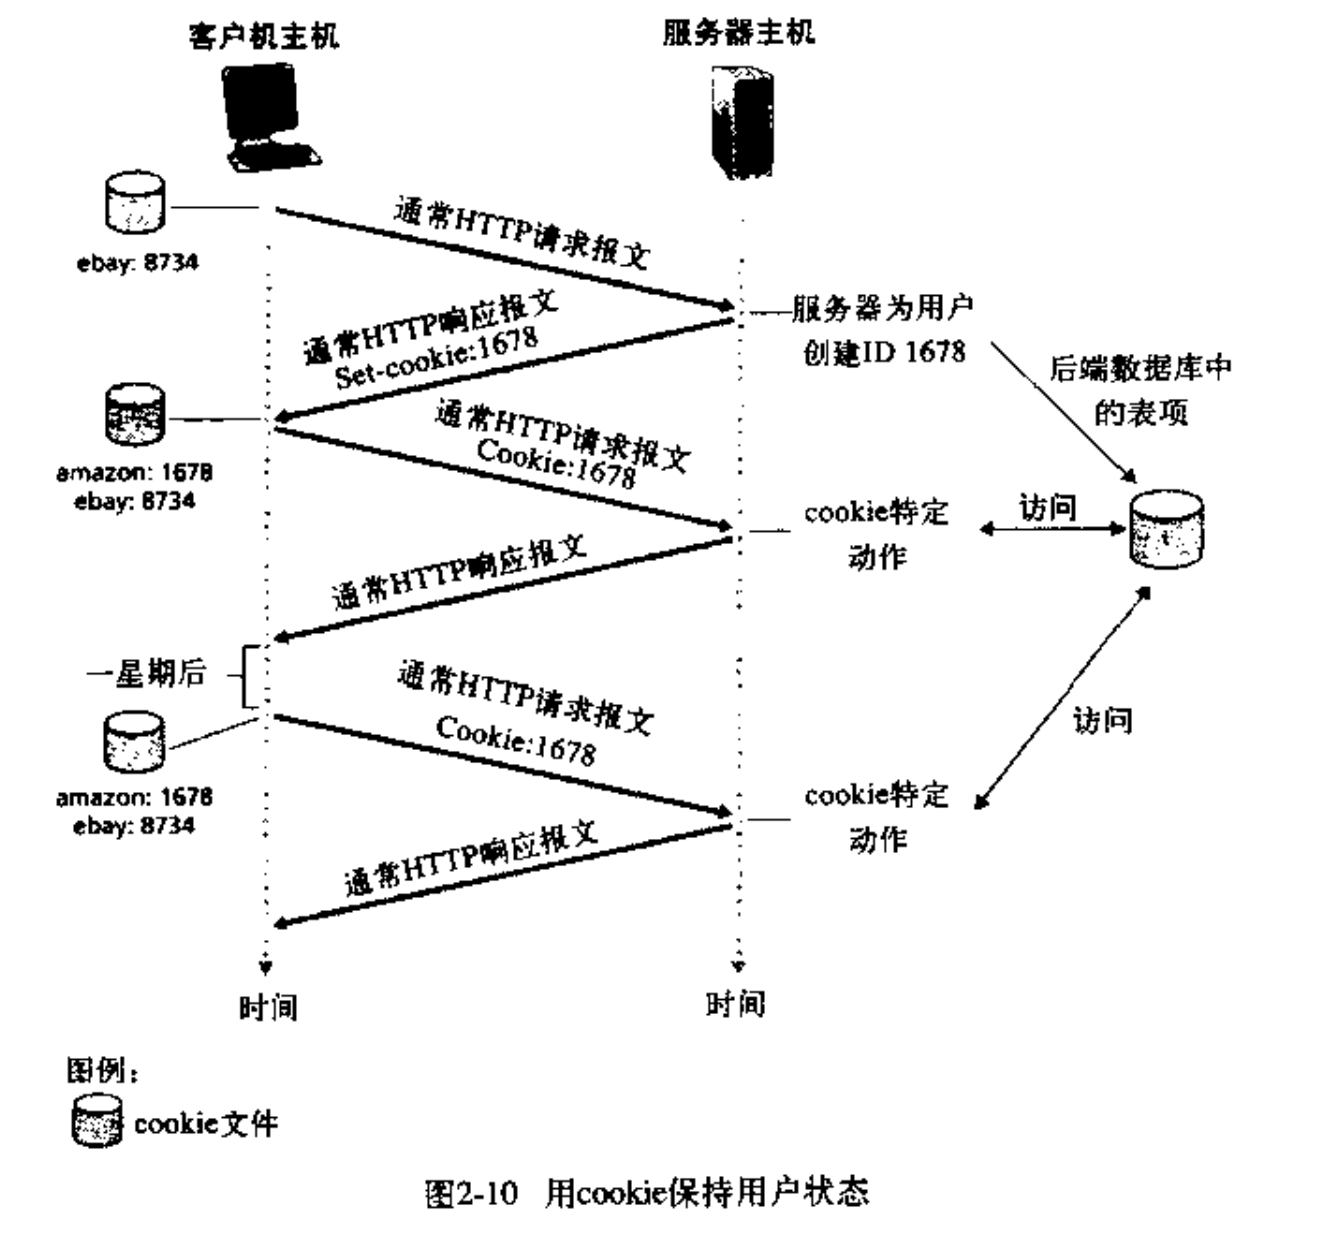 客户机主机
服务器主机
ebay: 8734
通常HTTP请求报文
服务器为用户
创建ID 1678
后端数据库中
的表项
通常HTTP响应报文
Set-cookie:1678
amazon: 1678
ebay: 8734
通常HTTP请求报文
Cookie:1678
cookie特定
动作
访问
通常HTTP响应报文
一星期后
通常HTTP请求报文
Cookie:1678
访问
amazon: 1678
ebay: 8734
cookie特定
动作
通常HTTP响应报文
时间
时间
图例：
cookie文件
图2-10 用cookie保持用户状态